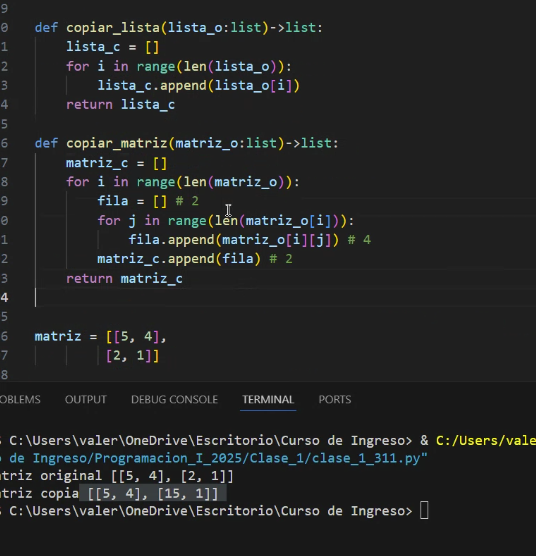 9
0 def copiar_lista(lista_o:list)->list:
1 lista_c = []
2 for i in range(len(lista_o)):
3 lista_c.append(lista_o[i])
4 return lista_c
5
6 def copiar_matriz(matriz_o:list)->list:
7 matriz_c = []
8 for i in range(len(matriz_o)):
9 fila = [] # 2
0 for j in range(len(matriz_o[i])):
1 fila.append(matriz_o[i][j]) # 4
2 matriz_c.append(fila) # 2
3 return matriz_c
4
5
6 matriz = [[5, 4],
7 [2, 1]]
8
OBLEMS OUTPUT DEBUG CONSOLE TERMINAL PORTS
S C:\Users\valer\OneDrive\Escritorio\Curso de Ingreso> & C:/Users/vale
o de Ingreso/Programacion_I_2025/Clase_1/clase_1_311.py"
atriz original [[5, 4], [2, 1]]
atriz copia [[5, 4], [15, 1]]
S C:\Users\valer\OneDrive\Escritorio\Curso de Ingreso>